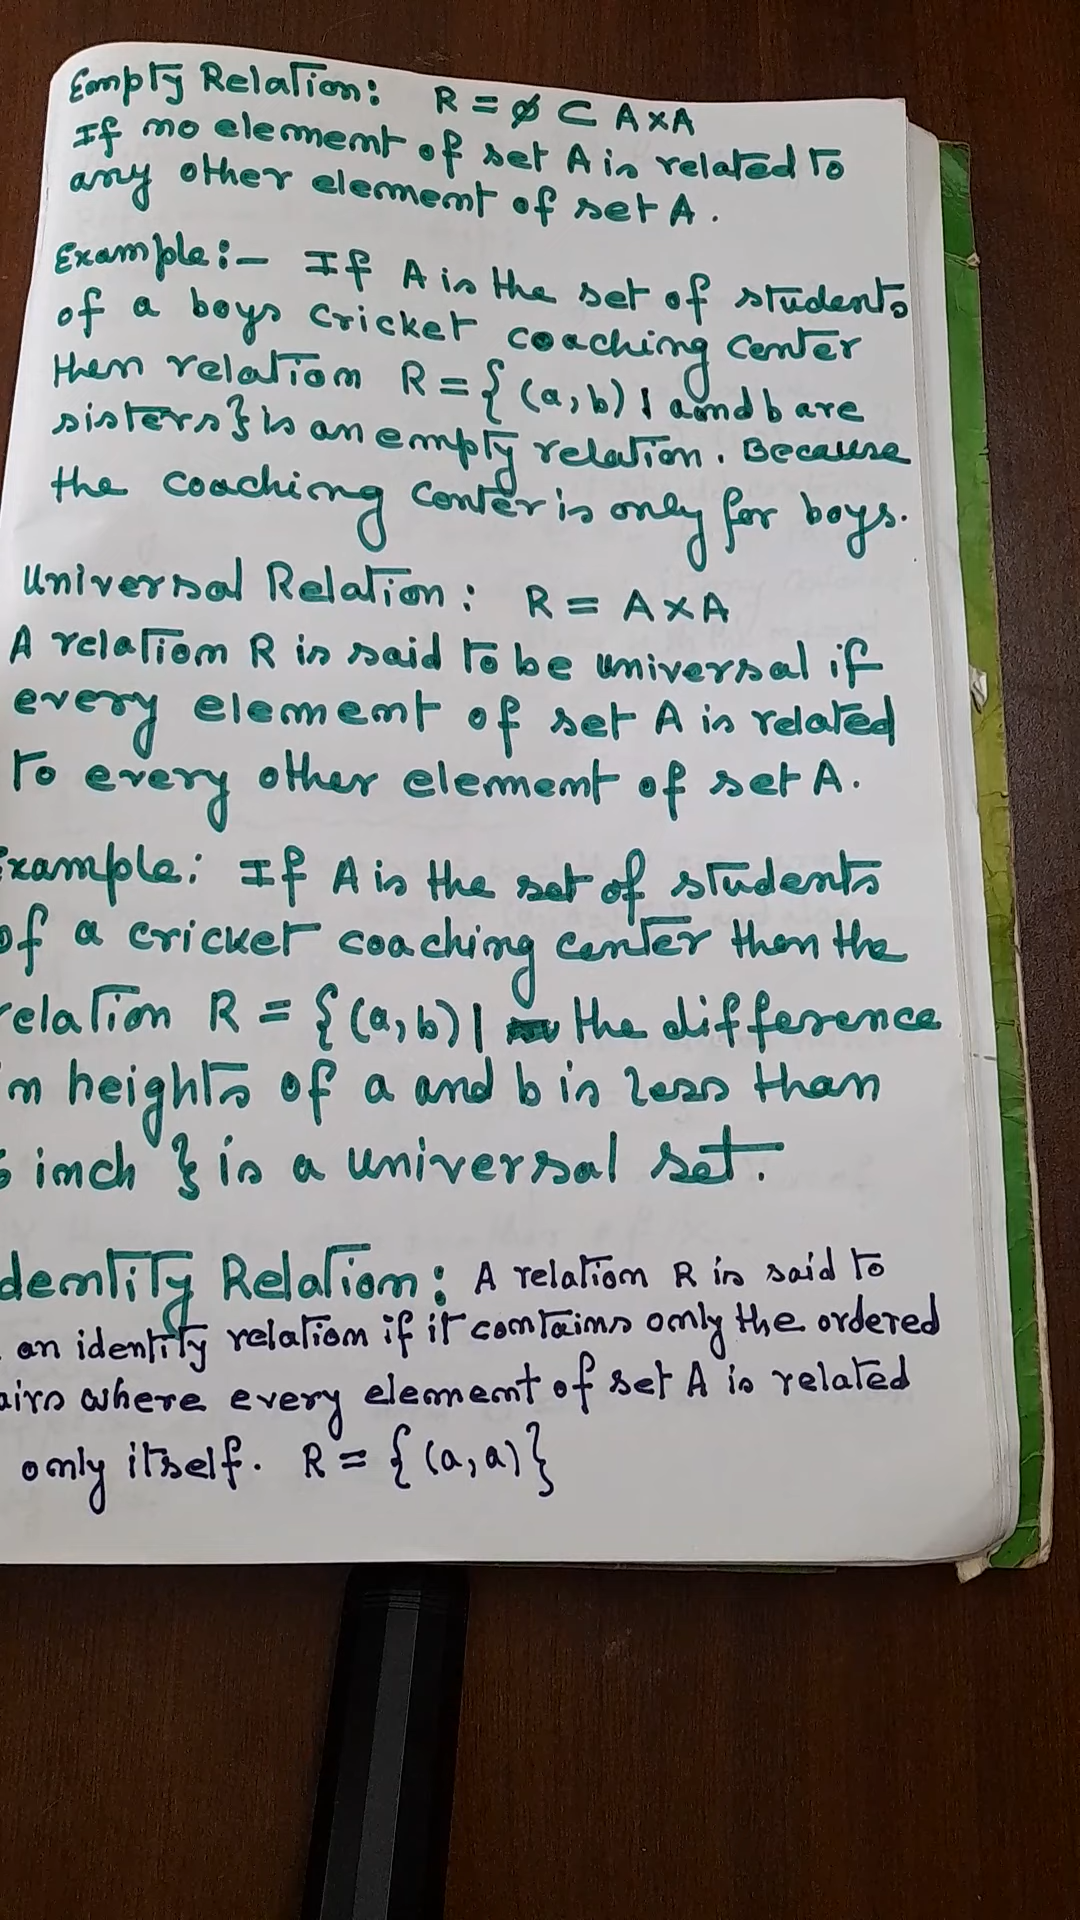 Empty Relation: R = ∅ ⊂ A×A
If no element of set A is related to
any other element of set A.
Example:- If A is the set of students
of a boys cricket coaching center
then relation R = {(a,b) | a and b are
sisters} is an empty relation. Because
the coaching center is only for boys.
Universal Relation: R = A×A
A relation R is said to be universal if
every element of set A is related
to every other element of set A.
Example: If A is the set of students
of a cricket coaching center then the
relation R = {(a,b) | the difference
in heights of a and b is less than
inch } is a universal set.
dentity Relation: A relation R is said to
an identity relation if it contains only the ordered
airs where every element of set A is related
only itself. R = {(a,a)}